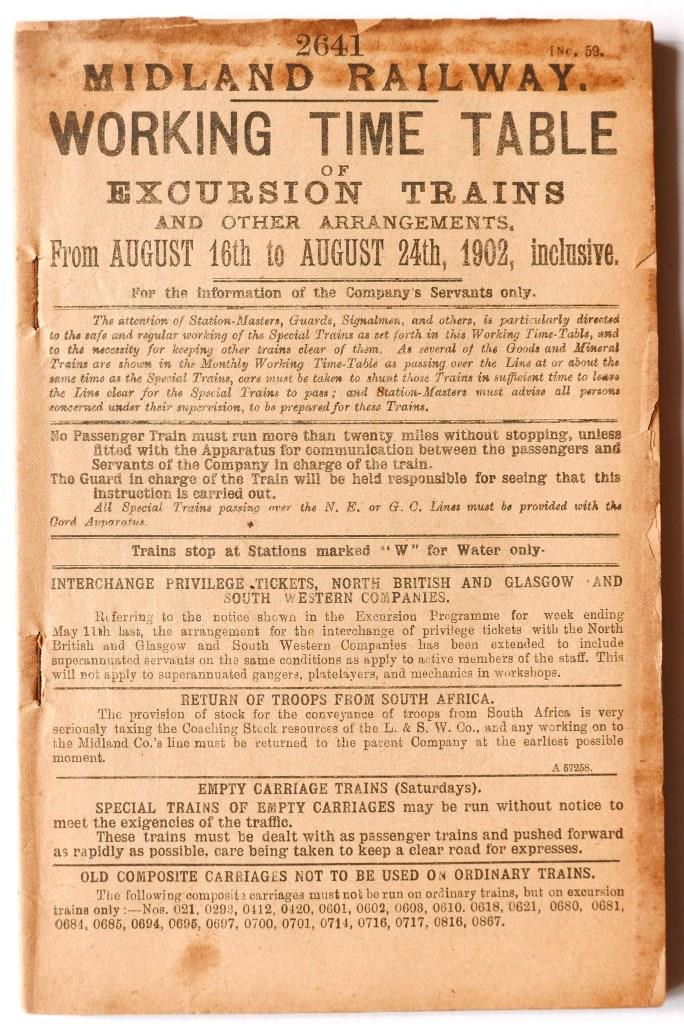 2641
[No. 59.
MIDLAND RAILWAY.
WORKING TIME TABLE
OF
EXCURSION TRAINS
AND OTHER ARRANGEMENTS,
From AUGUST 16th to AUGUST 24th, 1902, inclusive.
For the information of the Company's Servants only.
The attention of Station-Masters, Guards, Signalmen, and others, is particularly directed
to the safe and regular working of the Special Trains as set forth in this Working Time-Table, and
to the necessity for keeping other trains clear of them. As several of the Goods and Mineral
Trains are shown in the Monthly Working Time-Table as passing over the Line at or about the
same time as the Special Trains, care must be taken to shunt those Trains in sufficient time to leave
the Line clear for the Special Trains to pass; and Station-Masters must advise all persons
concerned under their supervision, to be prepared for these Trains.
No Passenger Train must run more than twenty miles without stopping, unless
fitted with the Apparatus for communication between the passengers and
Servants of the Company in charge of the train.
The Guard in charge of the Train will be held responsible for seeing that this
instruction is carried out.
All Special Trains passing over the N. E. or G. C. Lines must be provided with the
Cord Apparatus.
Trains stop at Stations marked "W" for Water only.
INTERCHANGE PRIVILEGE TICKETS, NORTH BRITISH AND GLASGOW AND
SOUTH WESTERN COMPANIES.
Referring to the notice shown in the Excursion Programme for week ending
May 11th last, the arrangement for the interchange of privilege tickets with the North
British and Glasgow and South Western Companies has been extended to include
superannuated servants on the same conditions as apply to active members of the staff. This
will not apply to superannuated gangers, platelayers, and mechanics in workshops.
RETURN OF TROOPS FROM SOUTH AFRICA.
The provision of stock for the conveyance of troops from South Africa is very
seriously taxing the Coaching Stock resources of the L. & S. W. Co., and any working on to
the Midland Co.'s line must be returned to the parent Company at the earliest possible
moment.
A 57258.
EMPTY CARRIAGE TRAINS (Saturdays).
SPECIAL TRAINS OF EMPTY CARRIAGES may be run without notice to
meet the exigencies of the traffic.
These trains must be dealt with as passenger trains and pushed forward
as rapidly as possible, care being taken to keep a clear road for expresses.
OLD COMPOSITE CARRIAGES NOT TO BE USED ON ORDINARY TRAINS.
The following composite carriages must not be run on ordinary trains, but on excursion
trains only:—Nos. 021, 0293, 0412, 0420, 0601, 0602, 0603, 0610, 0618, 0621, 0680, 0681,
0684, 0685, 0694, 0695, 0697, 0700, 0701, 0714, 0716, 0717, 0816, 0867.